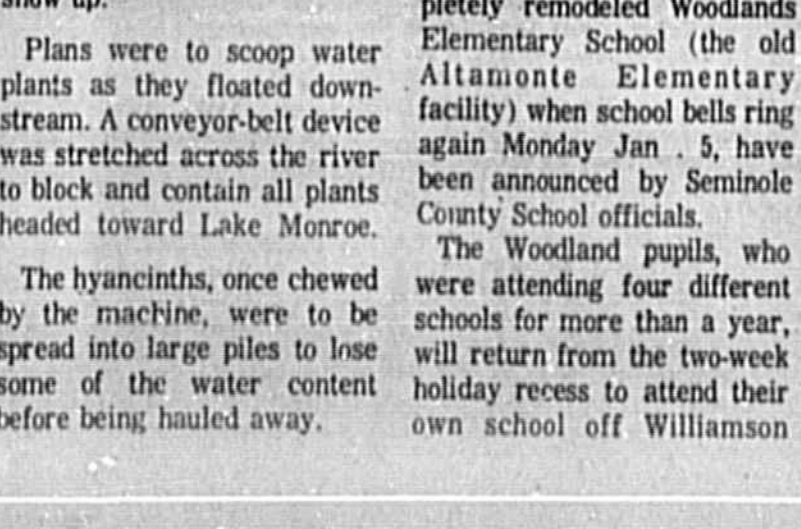 show up.
Plans were to scoop water
plants as they floated down-
stream. A conveyor-belt device
was stretched across the river
to block and contain all plants
headed toward Lake Monroe.
The hyancinths, once chewed
by the machine, were to be
spread into large piles to lose
some of the water content
before being hauled away.
pletely remodeled Woodlands
Elementary School (the old
Altamonte Elementary
facility) when school bells ring
again Monday Jan . 5, have
been announced by Seminole
County School officials.
The Woodland pupils, who
were attending four different
schools for more than a year,
will return from the two-week
holiday recess to attend their
own school off Williamson